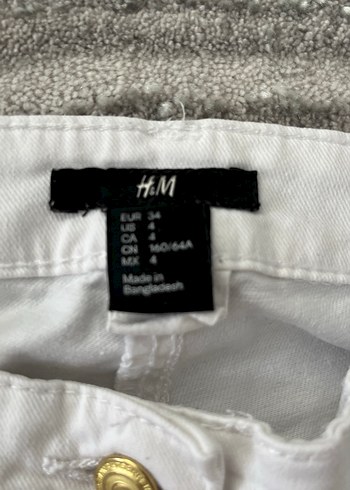 H&M
EUR 34
US 4
CA 4
CN 160/64A
MX 4
Made in
Bangladesh